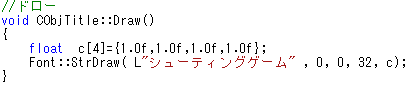 //ドロー
void CObjTitle::Draw()
{
    float  c[4]={1.0f,1.0f,1.0f,1.0f};
    Font::StrDraw( L"シューティングゲーム" , 0, 0, 32, c);
}